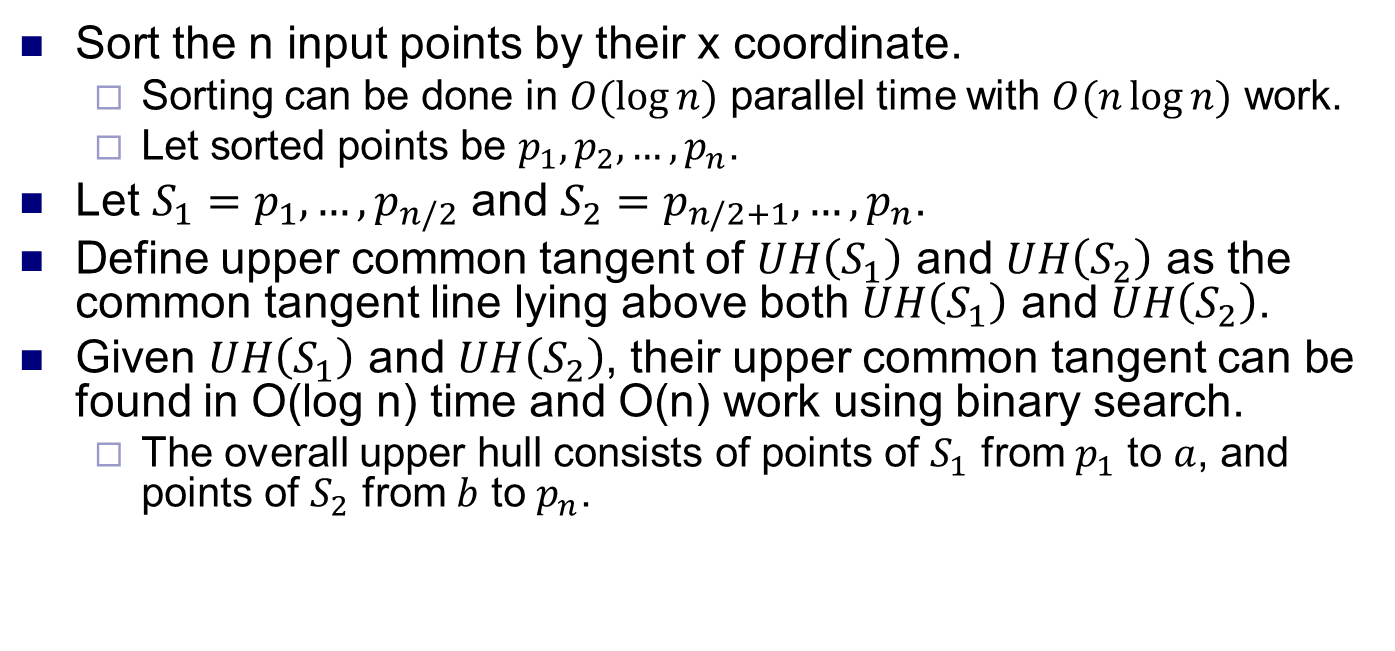 ■ Sort the n input points by their x coordinate.
□ Sorting can be done in O(log n) parallel time with O(n log n) work.
□ Let sorted points be p₁, p₂, … , pₙ.
■ Let S₁ = p₁, … , p_{n/2} and S₂ = p_{n/2+1}, … , pₙ.
■ Define upper common tangent of UH(S₁) and UH(S₂) as the
common tangent line lying above both UH(S₁) and UH(S₂).
■ Given UH(S₁) and UH(S₂), their upper common tangent can be
found in O(log n) time and O(n) work using binary search.
□ The overall upper hull consists of points of S₁ from p₁ to a, and
points of S₂ from b to pₙ.